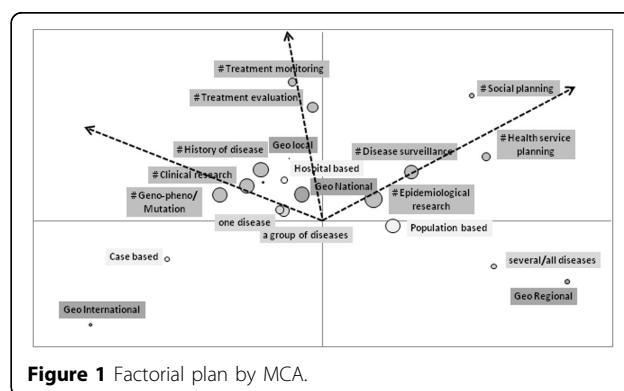 # Treatment monitoring
# Social planning
# Treatment evaluation
# History of disease
Geo local
# Disease surveillance
# Health service
planning
Hospital based
# Clinical research
Geo National
# Geno-pheno/
Mutation
# Epidemiological
research
one disease
a group of diseases
Population based
Case based
several/all diseases
Geo International
Geo Regional
Figure 1 Factorial plan by MCA.